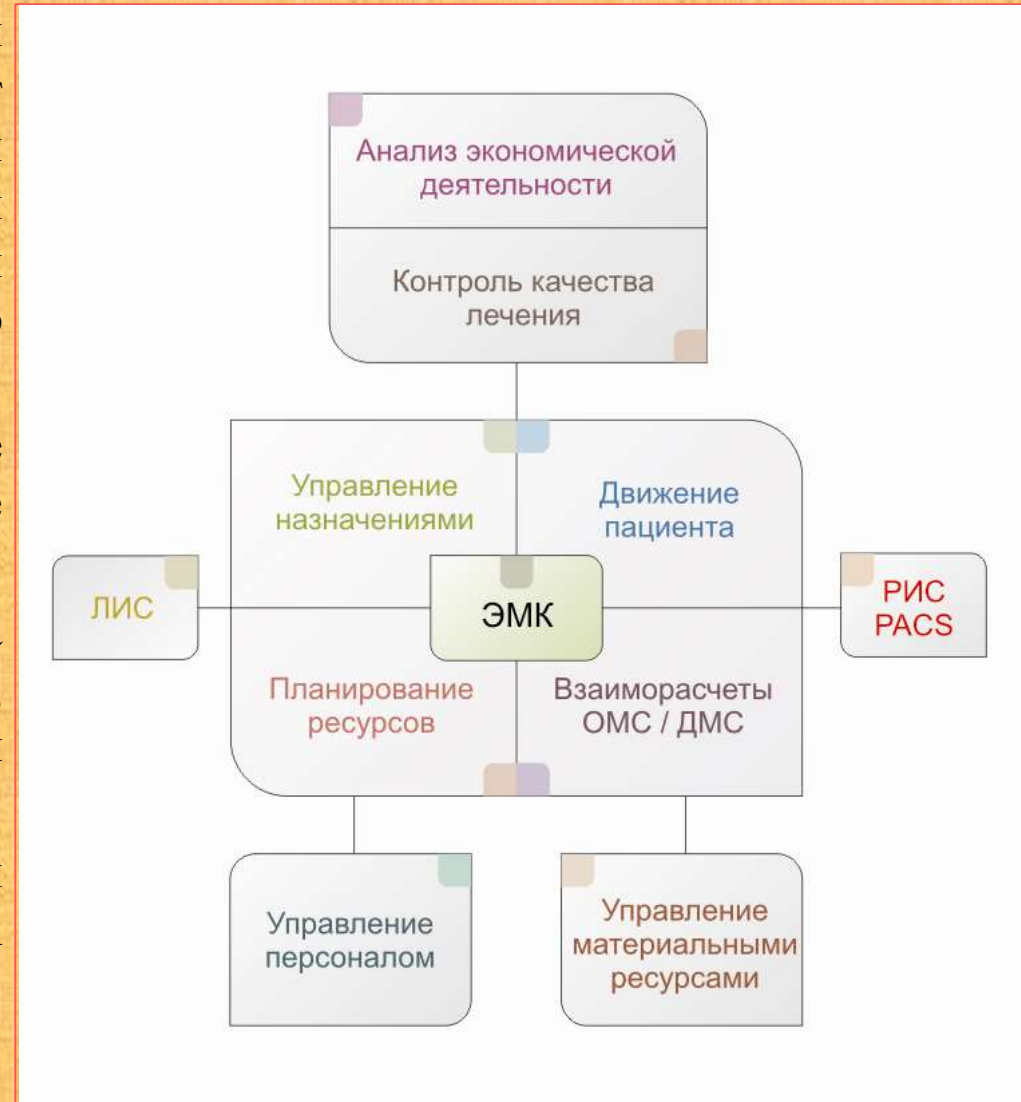 Анализ экономической
деятельности
Контроль качества
лечения
Управление
назначениями
Движение
пациента
ЛИС
ЭМК
РИС
PACS
Планирование
ресурсов
Взаиморасчеты
ОМС / ДМС
Управление
персоналом
Управление
материальными
ресурсами